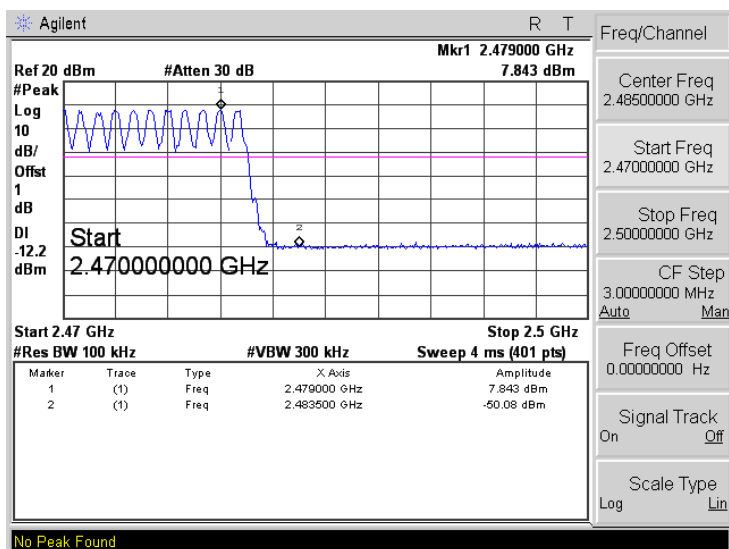 Agilent R T
Mkr1 2.479000 GHz
Ref 20 dBm #Atten 30 dB 7.843 dBm
#Peak
Log
10
dB/
Offst
1
dB
DI
-12.2
dBm
1
2
Start
2.470000000 GHz
Start 2.47 GHz Stop 2.5 GHz
#Res BW 100 kHz #VBW 300 kHz Sweep 4 ms (401 pts)
Marker Trace Type X Axis Amplitude
1 (1) Freq 2.479000 GHz 7.843 dBm
2 (1) Freq 2.483500 GHz -50.08 dBm
No Peak Found
Freq/Channel
Center Freq
2.48500000 GHz
Start Freq
2.47000000 GHz
Stop Freq
2.50000000 GHz
CF Step
3.00000000 MHz
Auto Man
Freq Offset
0.00000000 Hz
Signal Track
On Off
Scale Type
Log Lin